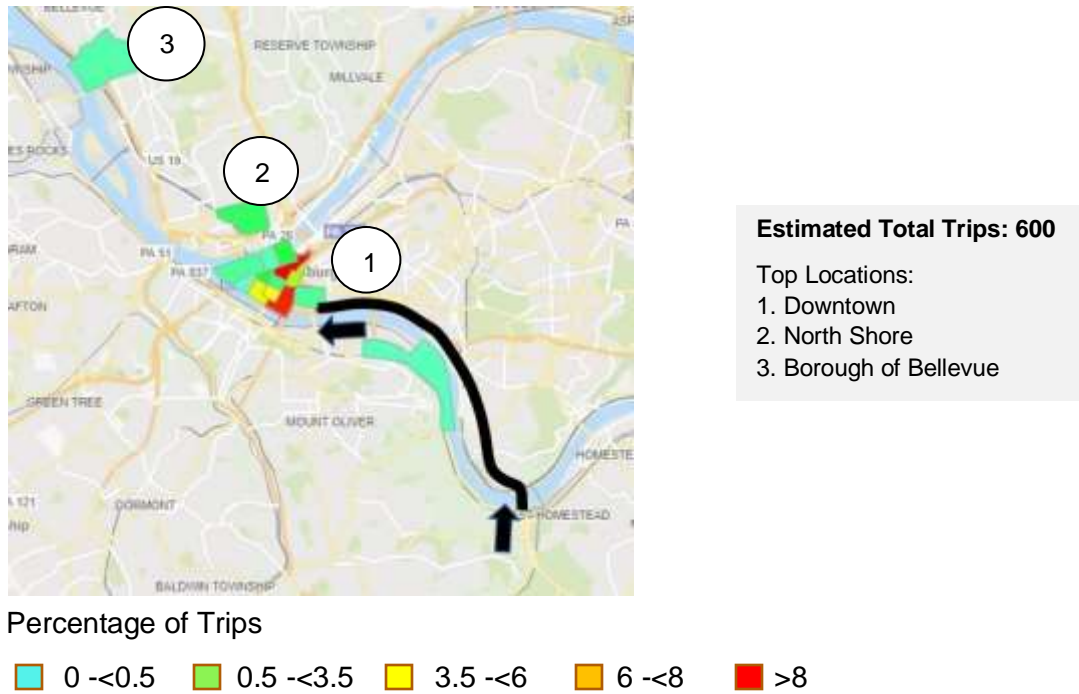 BELLEVUE
3
RESERVE TOWNSHIP
MILLVALE
US 19
2
PA 51
PA 837
1
GREEN TREE
MOUNT OLIVER
HOMESTE
HOMESTEAD
DORMONT
BALDWIN TOWNSHIP
Estimated Total Trips: 600
Top Locations:
1. Downtown
2. North Shore
3. Borough of Bellevue
Percentage of Trips
0 -<0.5 0.5 -<3.5 3.5 -<6 6 -<8 >8